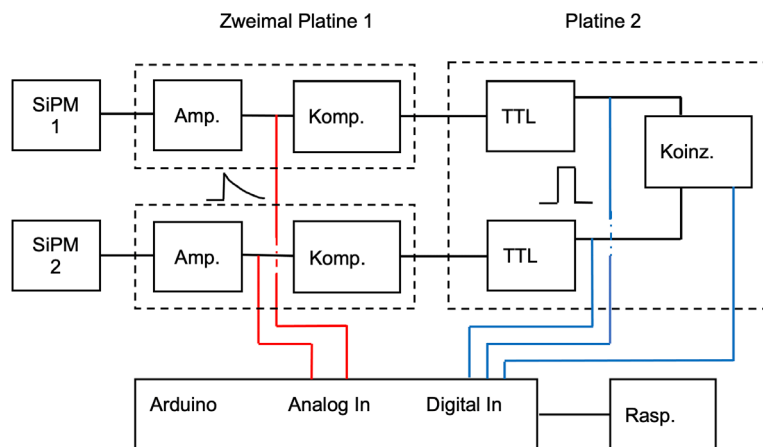 Zweimal Platine 1
Platine 2
SiPM
1
Amp.
Komp.
TTL
Koinz.
SiPM
2
Amp.
Komp.
TTL
Arduino
Analog In
Digital In
Rasp.